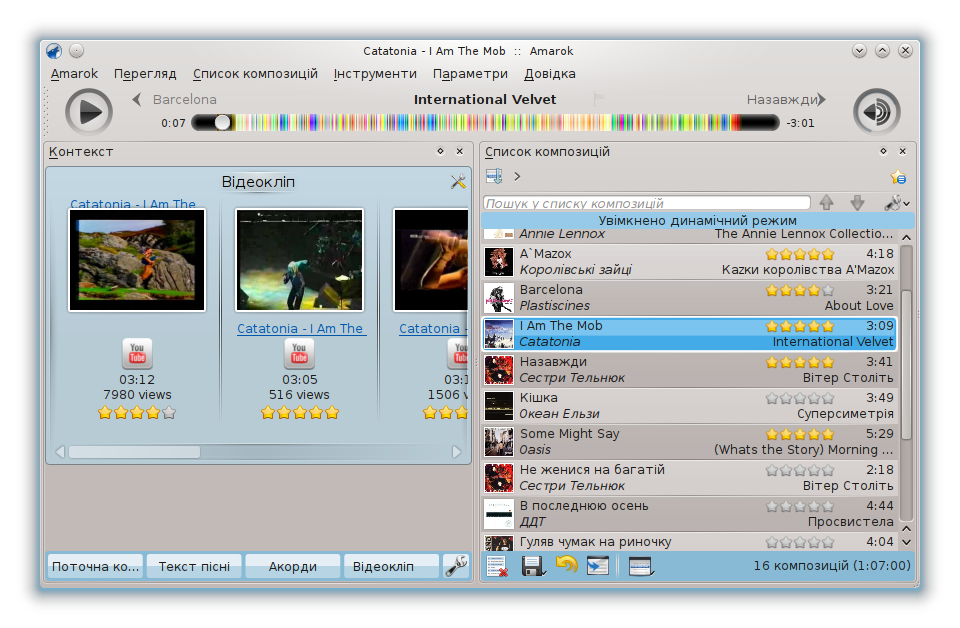 Catatonia - I Am The Mob :: Amarok
Amarok Перегляд Список композицій Інструменти Параметри Довідка
Barcelona International Velvet Назавжди
0:07 -3:01
Контекст
Відеокліп
Catatonia - I Am The
Catatonia - I Am The
Catatonia -
You Tube
You Tube
You Tube
03:12 03:05
7980 views 516 views 1506
Поточна ко... Текст пісні Акорди Відеокліп
Список композицій
Пошук у списку композицій
Увімкнено динамічний режим
Annie Lennox The Annie Lennox Collectio...
A`Mazox 4:18
Королівські зайці Казки королівства A'Mazox
Barcelona 3:21
Plastiscines About Love
I Am The Mob 3:09
Catatonia International Velvet
Назавжди 3:41
Сестри Тельнюк Вітер Століть
Кішка 3:49
Океан Ельзи Суперсиметрія
Some Might Say 5:29
Oasis (Whats the Story) Morning ...
Не женися на багатій 2:18
Сестри Тельнюк Вітер Століть
В последнюю осень 4:44
ДДТ Просвистела
Гуляв чумак на риночку 4:04
16 композицій (1:07:00)